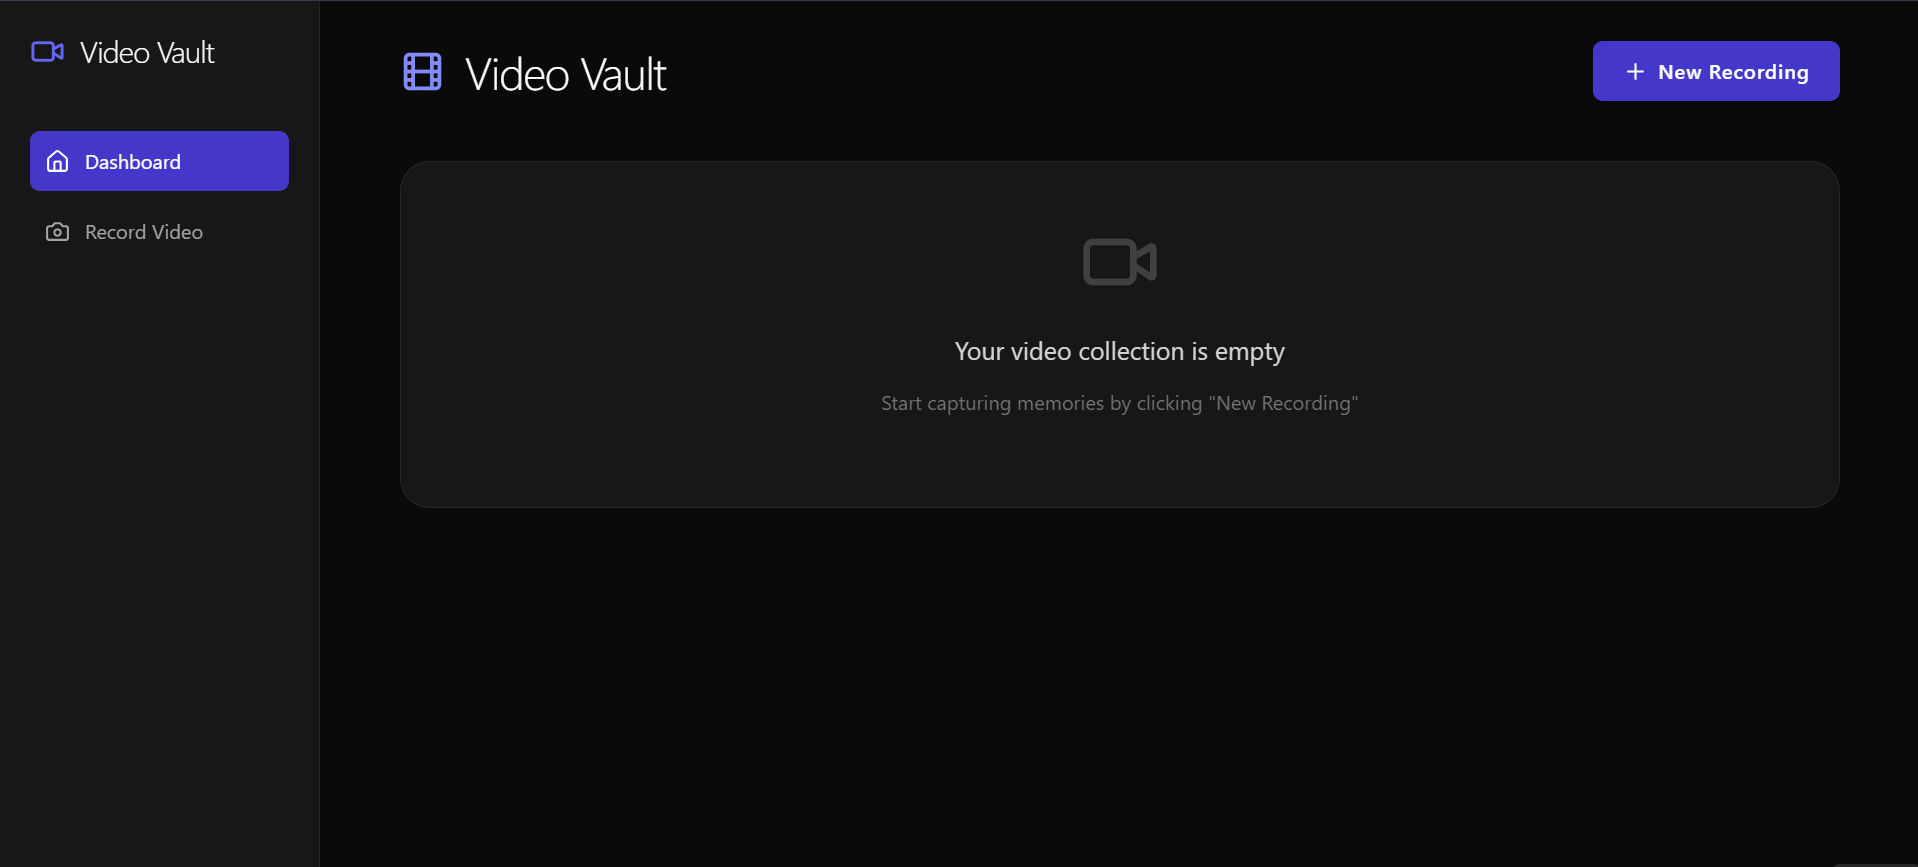 Video Vault
Dashboard
Record Video
Video Vault
New Recording
Your video collection is empty
Start capturing memories by clicking "New Recording"